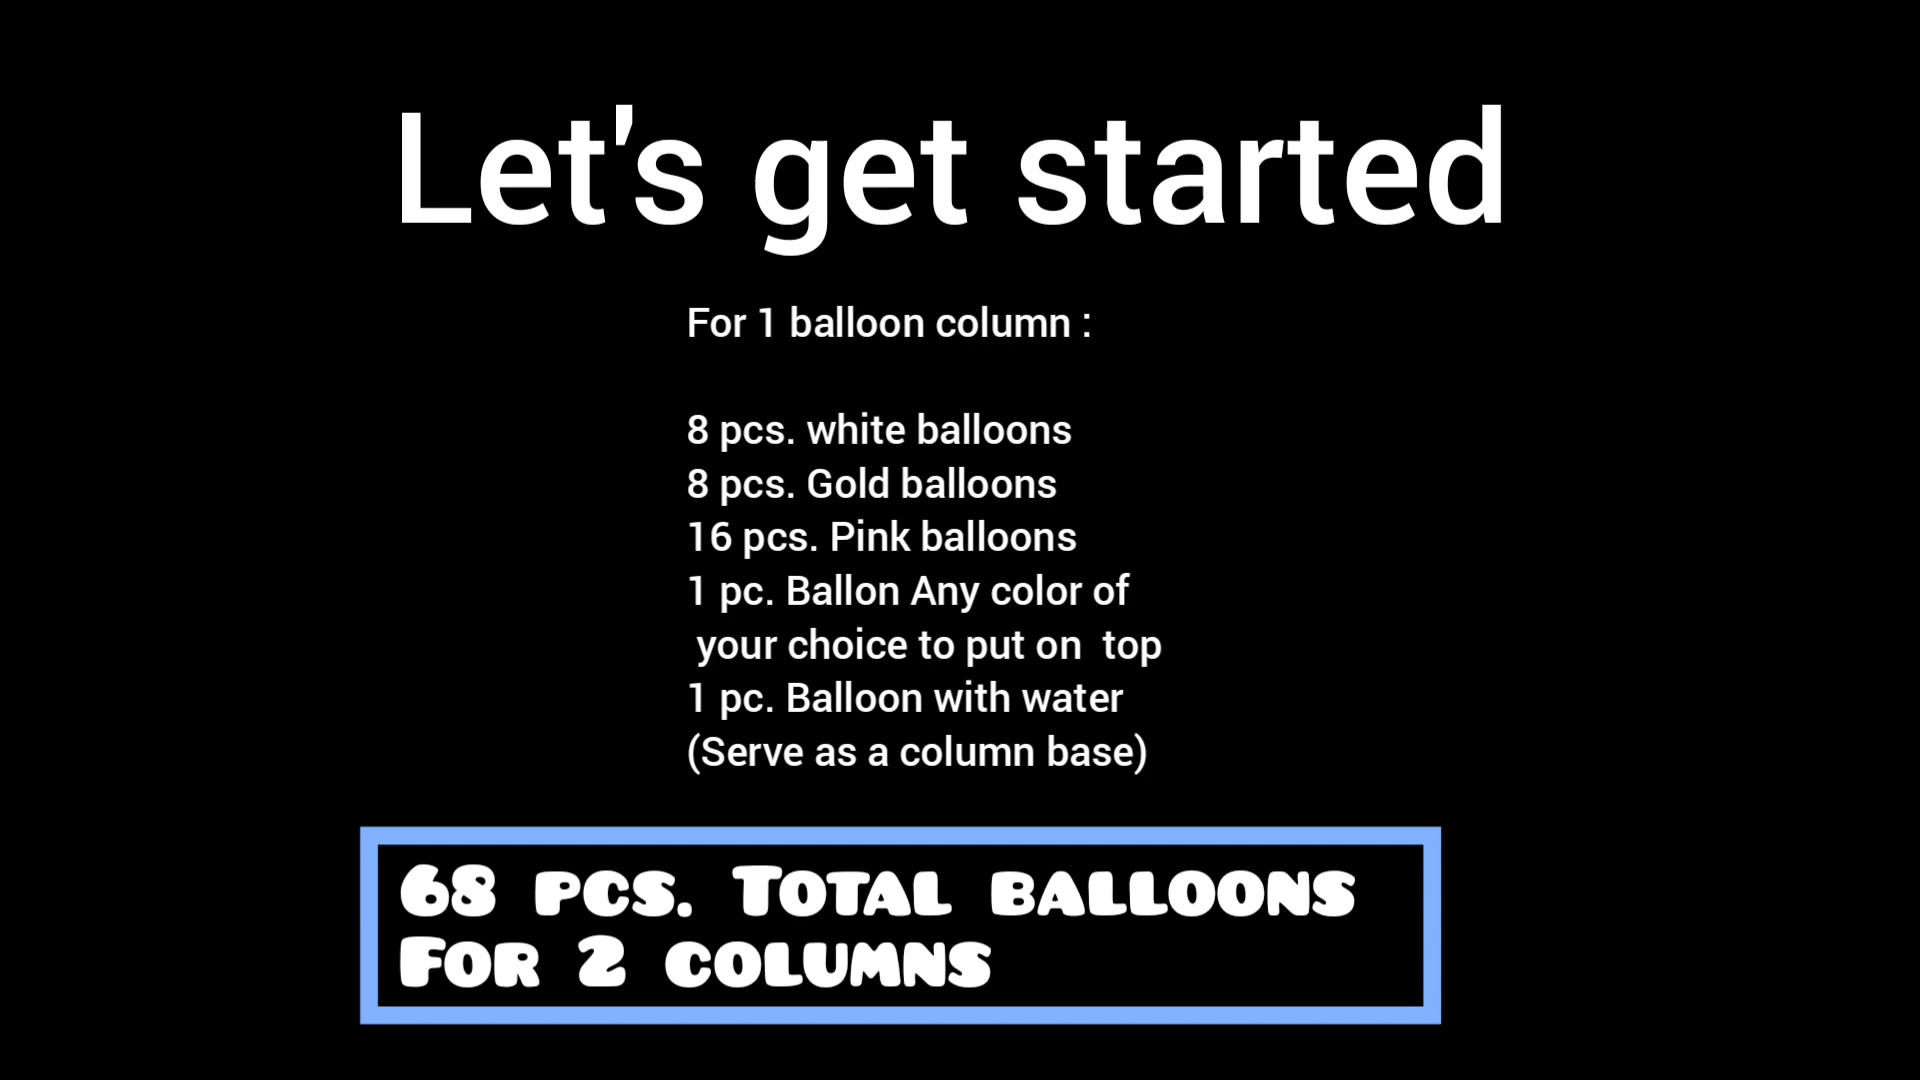 Let's get started
For 1 balloon column :
8 pcs. white balloons
8 pcs. Gold balloons
16 pcs. Pink balloons
1 pc. Ballon Any color of
your choice to put on  top
1 pc. Balloon with water
(Serve as a column base)
68 pcs. Total balloons
For 2 columns